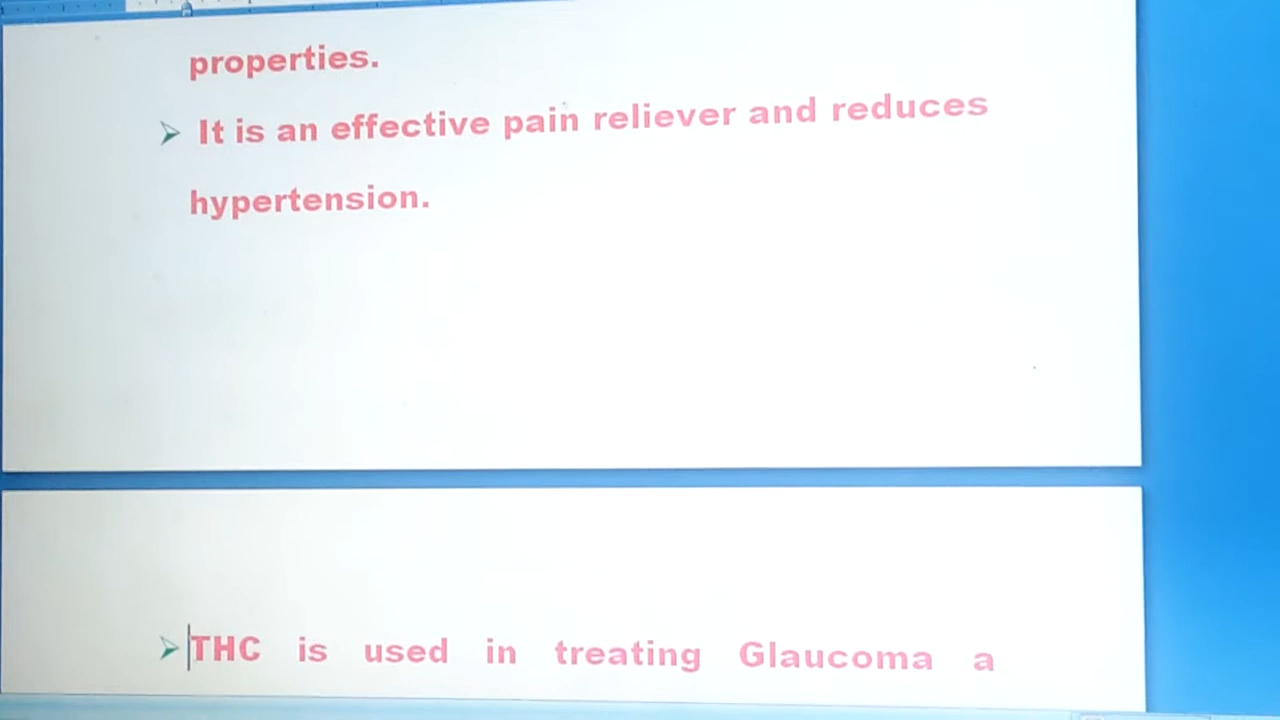 properties.
It is an effective pain reliever and reduces
hypertension.
THC is used in treating Glaucoma a